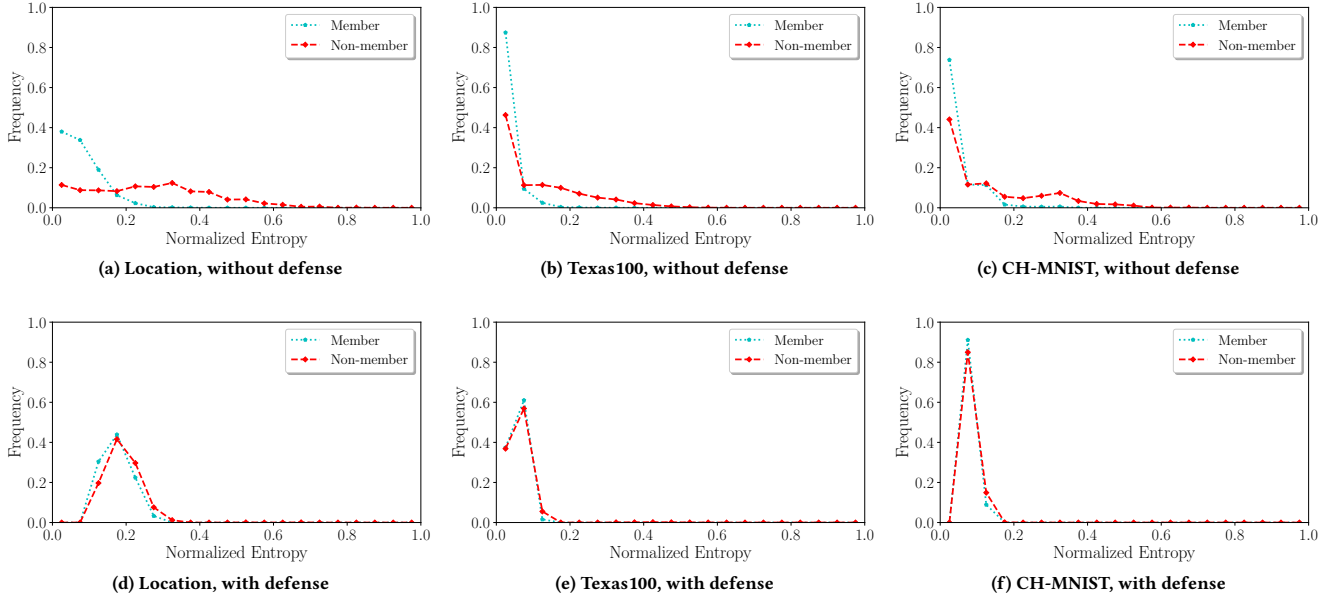 1.0
0.8
0.6
0.4
0.2
0.0
Frequency
Member
Non-member
0.0 0.2 0.4 0.6 0.8 1.0
Normalized Entropy
(a) Location, without defense
1.0
0.8
0.6
0.4
0.2
0.0
Frequency
Member
Non-member
0.0 0.2 0.4 0.6 0.8 1.0
Normalized Entropy
(b) Texas100, without defense
1.0
0.8
0.6
0.4
0.2
0.0
Frequency
Member
Non-member
0.0 0.2 0.4 0.6 0.8 1.0
Normalized Entropy
(c) CH-MNIST, without defense
1.0
0.8
0.6
0.4
0.2
0.0
Frequency
Member
Non-member
0.0 0.2 0.4 0.6 0.8 1.0
Normalized Entropy
(d) Location, with defense
1.0
0.8
0.6
0.4
0.2
0.0
Frequency
Member
Non-member
0.0 0.2 0.4 0.6 0.8 1.0
Normalized Entropy
(e) Texas100, with defense
1.0
0.8
0.6
0.4
0.2
0.0
Frequency
Member
Non-member
0.0 0.2 0.4 0.6 0.8 1.0
Normalized Entropy
(f) CH-MNIST, with defense